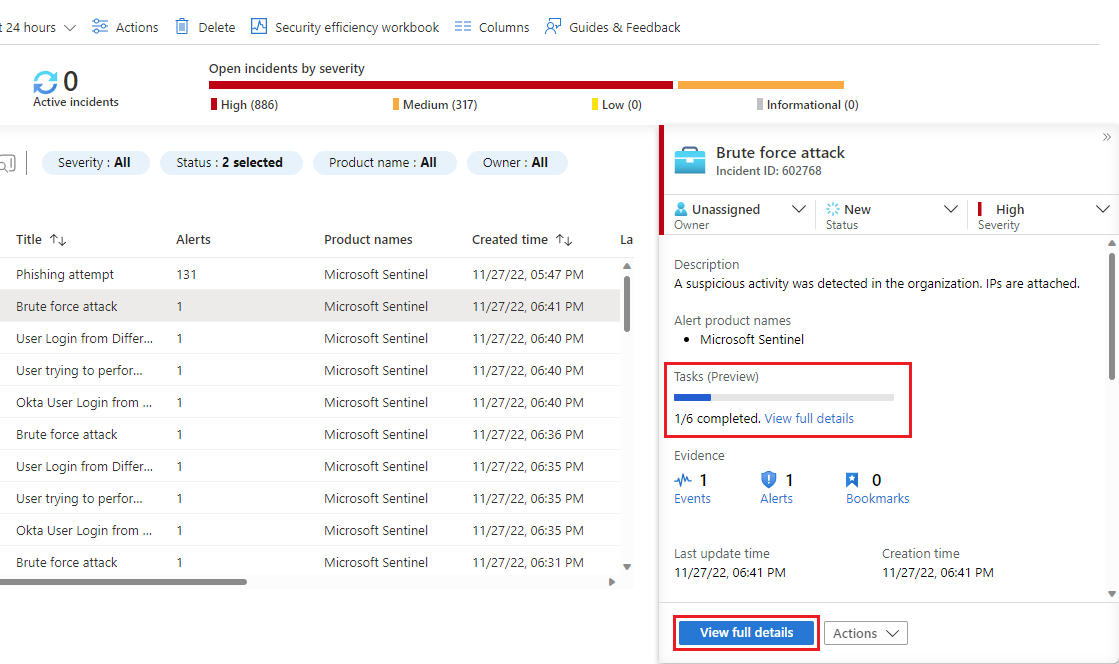 24 hours Actions Delete Security efficiency workbook Columns Guides & Feedback
0
Active incidents
Open incidents by severity
High (886) Medium (317) Low (0) Informational (0)
Severity : All Status : 2 selected Product name : All Owner : All
Title Alerts Product names Created time La
Phishing attempt 131 Microsoft Sentinel 11/27/22, 05:47 PM
Brute force attack 1 Microsoft Sentinel 11/27/22, 06:41 PM
User Login from Differ... 1 Microsoft Sentinel 11/27/22, 06:40 PM
User trying to perfor... 1 Microsoft Sentinel 11/27/22, 06:40 PM
Okta User Login from ... 1 Microsoft Sentinel 11/27/22, 06:40 PM
Brute force attack 1 Microsoft Sentinel 11/27/22, 06:36 PM
User Login from Differ... 1 Microsoft Sentinel 11/27/22, 06:35 PM
User trying to perfor... 1 Microsoft Sentinel 11/27/22, 06:35 PM
Okta User Login from ... 1 Microsoft Sentinel 11/27/22, 06:35 PM
Brute force attack 1 Microsoft Sentinel 11/27/22, 06:31 PM
Brute force attack
Incident ID: 602768
Unassigned New High
Owner Status Severity
Description
A suspicious activity was detected in the organization. IPs are attached.
Alert product names
• Microsoft Sentinel
Tasks (Preview)
1/6 completed. View full details
Evidence
1 1 0
Events Alerts Bookmarks
Last update time Creation time
11/27/22, 06:41 PM 11/27/22, 06:41 PM
View full details Actions